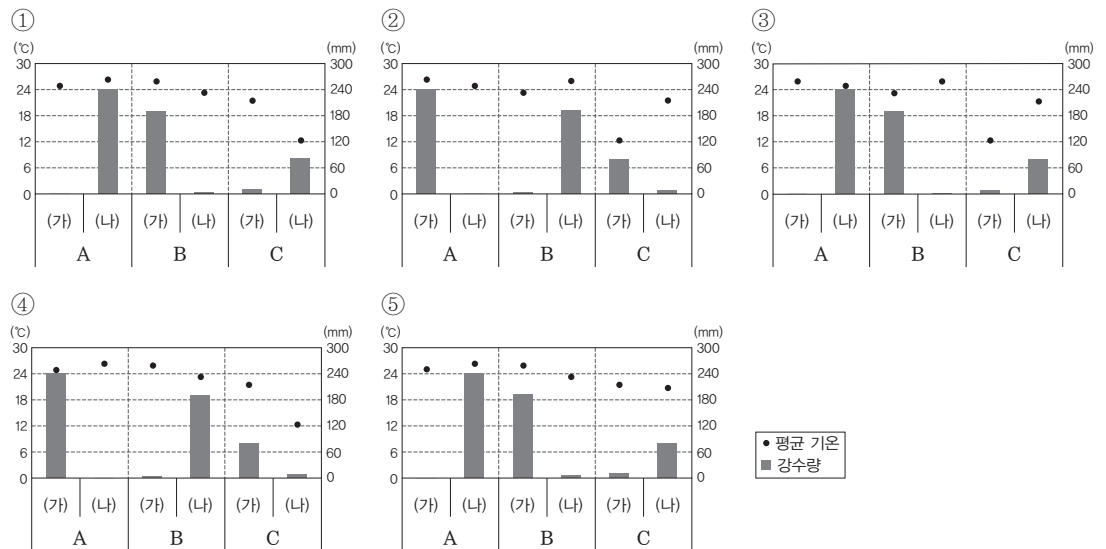 ① ② ③
(℃) (mm) (℃) (mm) (℃) (mm)
30 300 30 300 30 300
24 240 24 240 24 240
18 180 18 180 18 180
12 120 12 120 12 120
6 60 6 60 6 60
0 0 0 0 0 0
(가) (나) (가) (나) (가) (나) (가) (나) (가) (나) (가) (나) (가) (나) (가) (나) (가) (나)
A B C A B C A B C
④ ⑤
(℃) (mm) (℃) (mm)
30 300 30 300
24 240 24 240
18 180 18 180
12 120 12 120
6 60 6 60
0 0 0 0
(가) (나) (가) (나) (가) (나) (가) (나) (가) (나) (가) (나)
A B C A B C
평균 기온
강수량